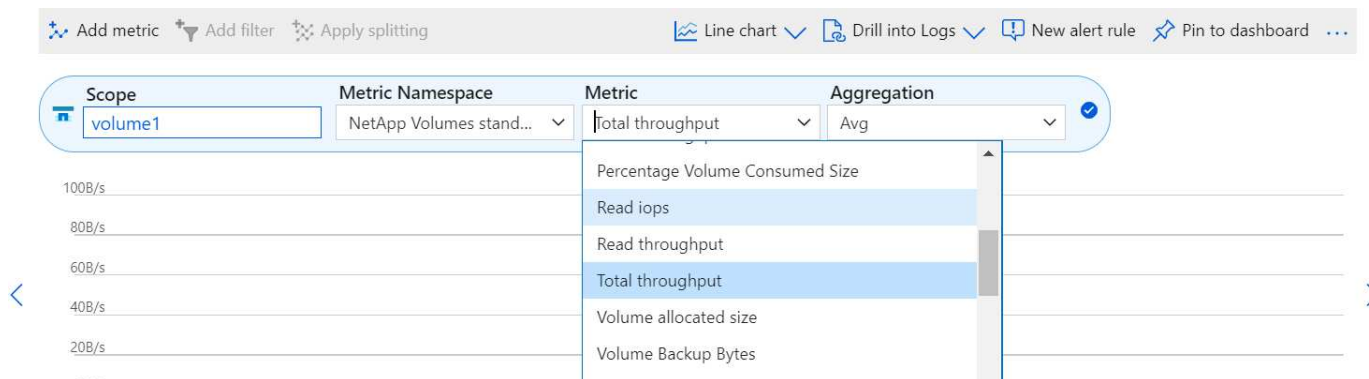 Add metric Add filter Apply splitting Line chart Drill into Logs New alert rule Pin to dashboard ...
Scope Metric Namespace Metric Aggregation
volume1 NetApp Volumes stand... Total throughput Avg
Percentage Volume Consumed Size
100B/s
Read iops
80B/s
Read throughput
60B/s
Total throughput
40B/s
Volume allocated size
20B/s
Volume Backup Bytes